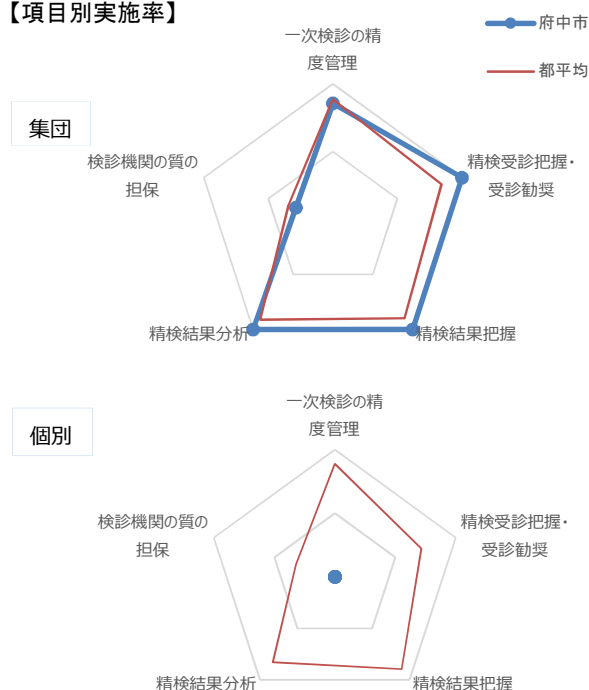 【項目別実施率】
府中市
都平均
集団
一次検診の精
度管理
精検受診把握・
受診勧奨
精検結果把握
精検結果分析
検診機関の質の
担保
個別
一次検診の精
度管理
精検受診把握・
受診勧奨
精検結果把握
精検結果分析
検診機関の質の
担保